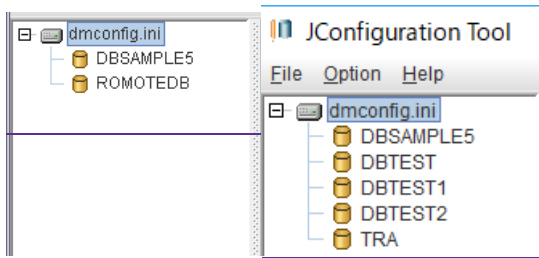 dmconfig.ini
DBSAMPLE5
ROMOTEDB
JConfiguration Tool
File Option Help
dmconfig.ini
DBSAMPLE5
DBTEST
DBTEST1
DBTEST2
TRA